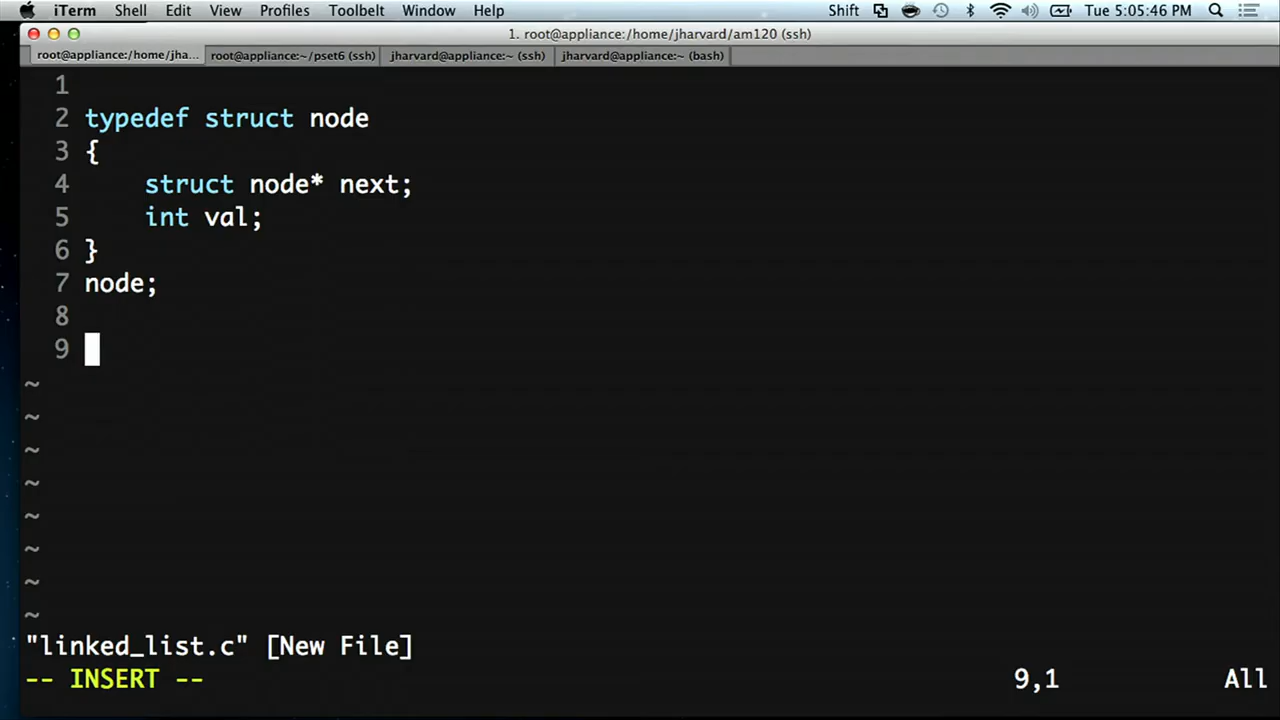 iTerm Shell Edit View Profiles Toolbelt Window Help Shift Tue 5:05:46 PM
1. root@appliance:/home/jharvard/am120 (ssh)
root@appliance:/home/jha... root@appliance:~/pset6 (ssh) jharvard@appliance:~ (ssh) jharvard@appliance:~ (bash)
1
2 typedef struct node
3 {
4     struct node* next;
5     int val;
6 }
7 node;
8
9
~
~
~
~
~
~
~
~
"linked_list.c" [New File]
-- INSERT -- 9,1 All